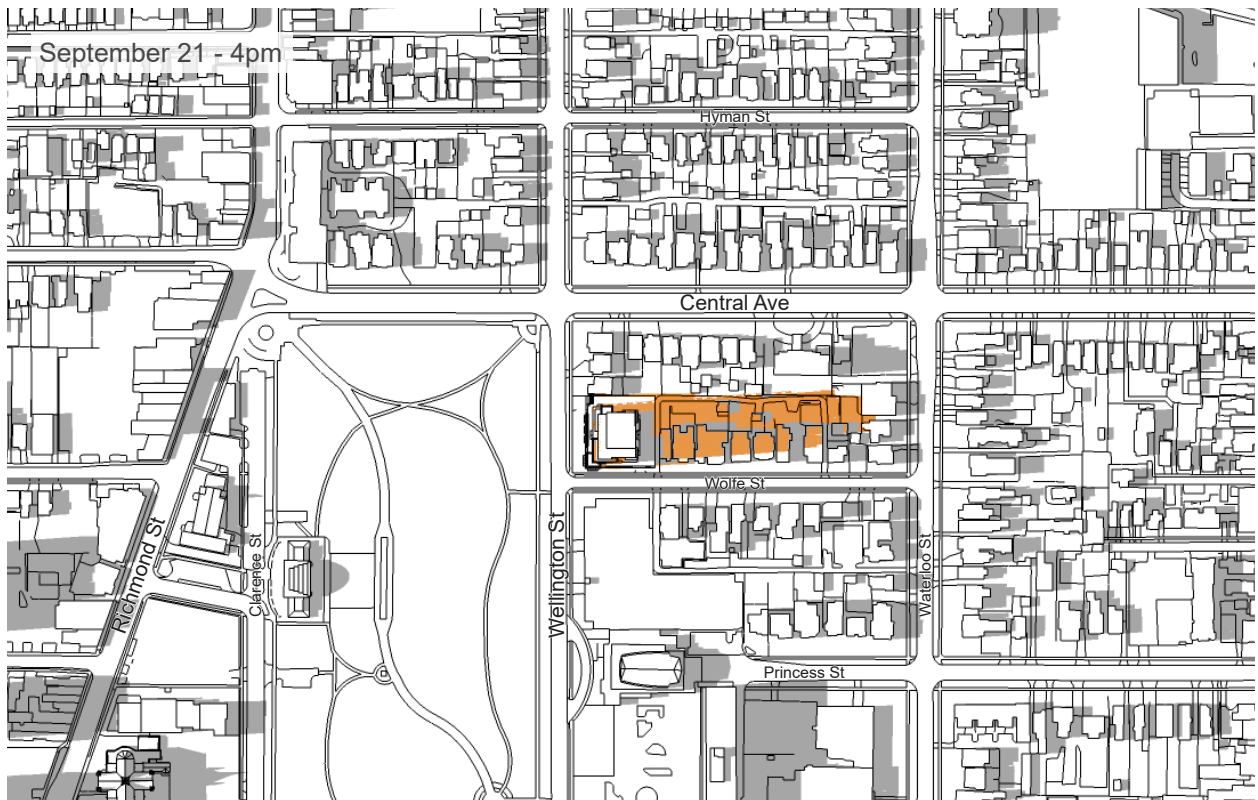 September 21 - 4pm
Hyman St
Central Ave
Wolfe St
Richmond St
Clarence St
Wellington St
Waterloo St
Princess St